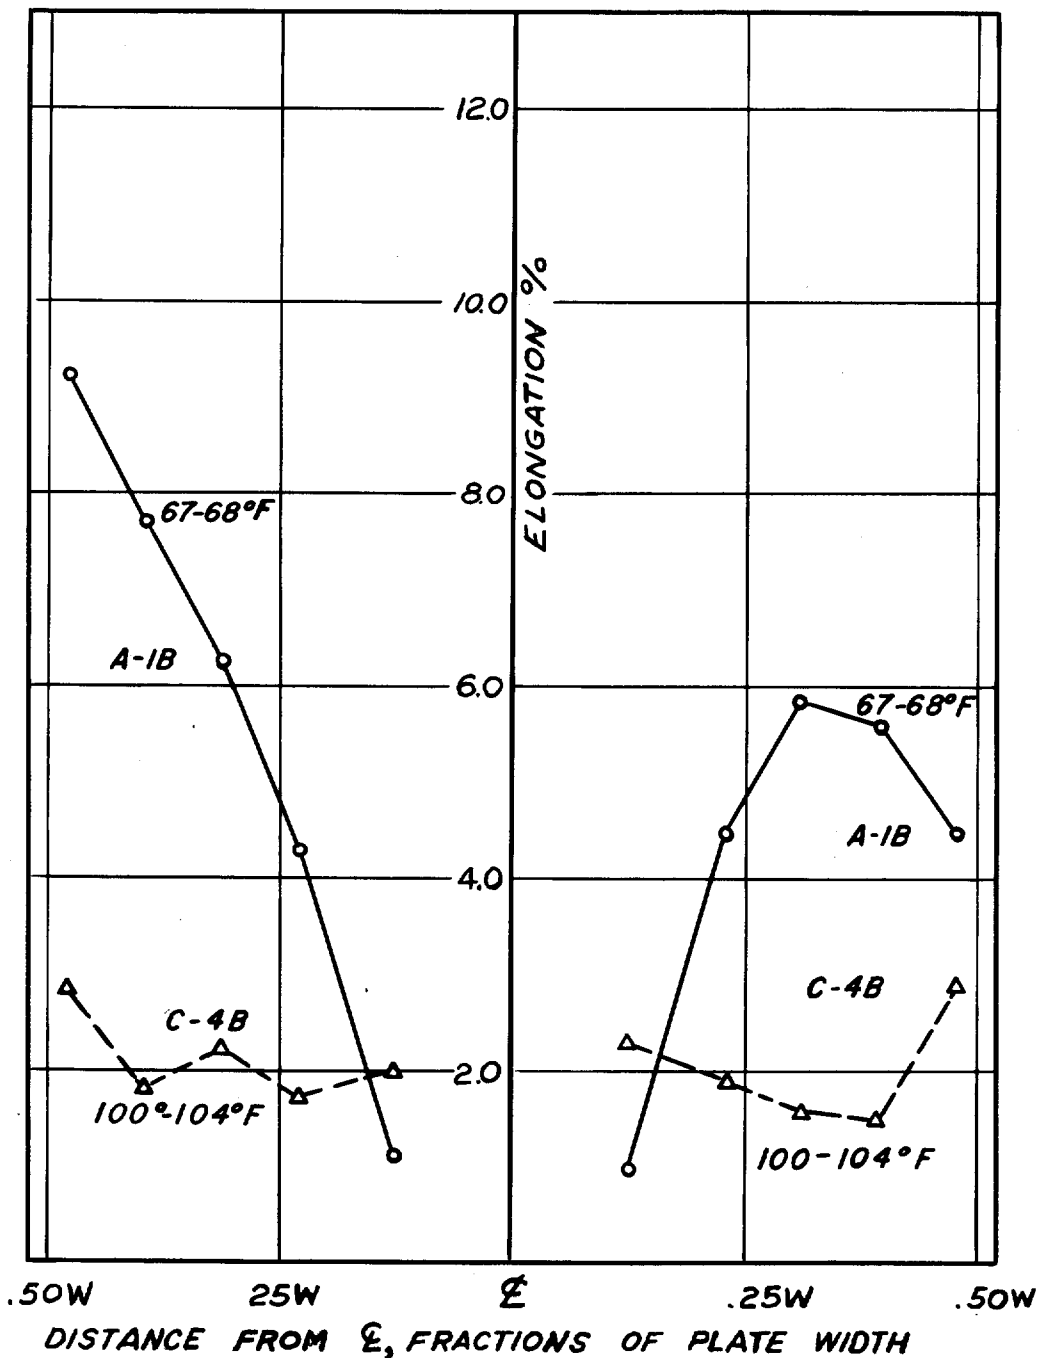 12.0
10.0
ELONGATION %
8.0
67-68°F
A-1B
6.0
67-68°F
A-1B
4.0
C-4B
C-4B
2.0
100°-104°F
100-104°F
.50W 25W ℄ .25W .50W
DISTANCE FROM ℄, FRACTIONS OF PLATE WIDTH